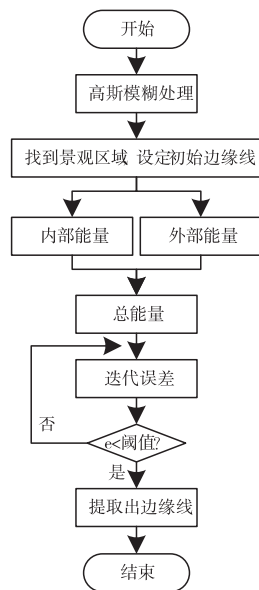 开始
高斯模糊处理
找到景观区域 设定初始边缘线
内部能量
外部能量
总能量
迭代误差
否
e<阈值?
是
提取出边缘线
结束